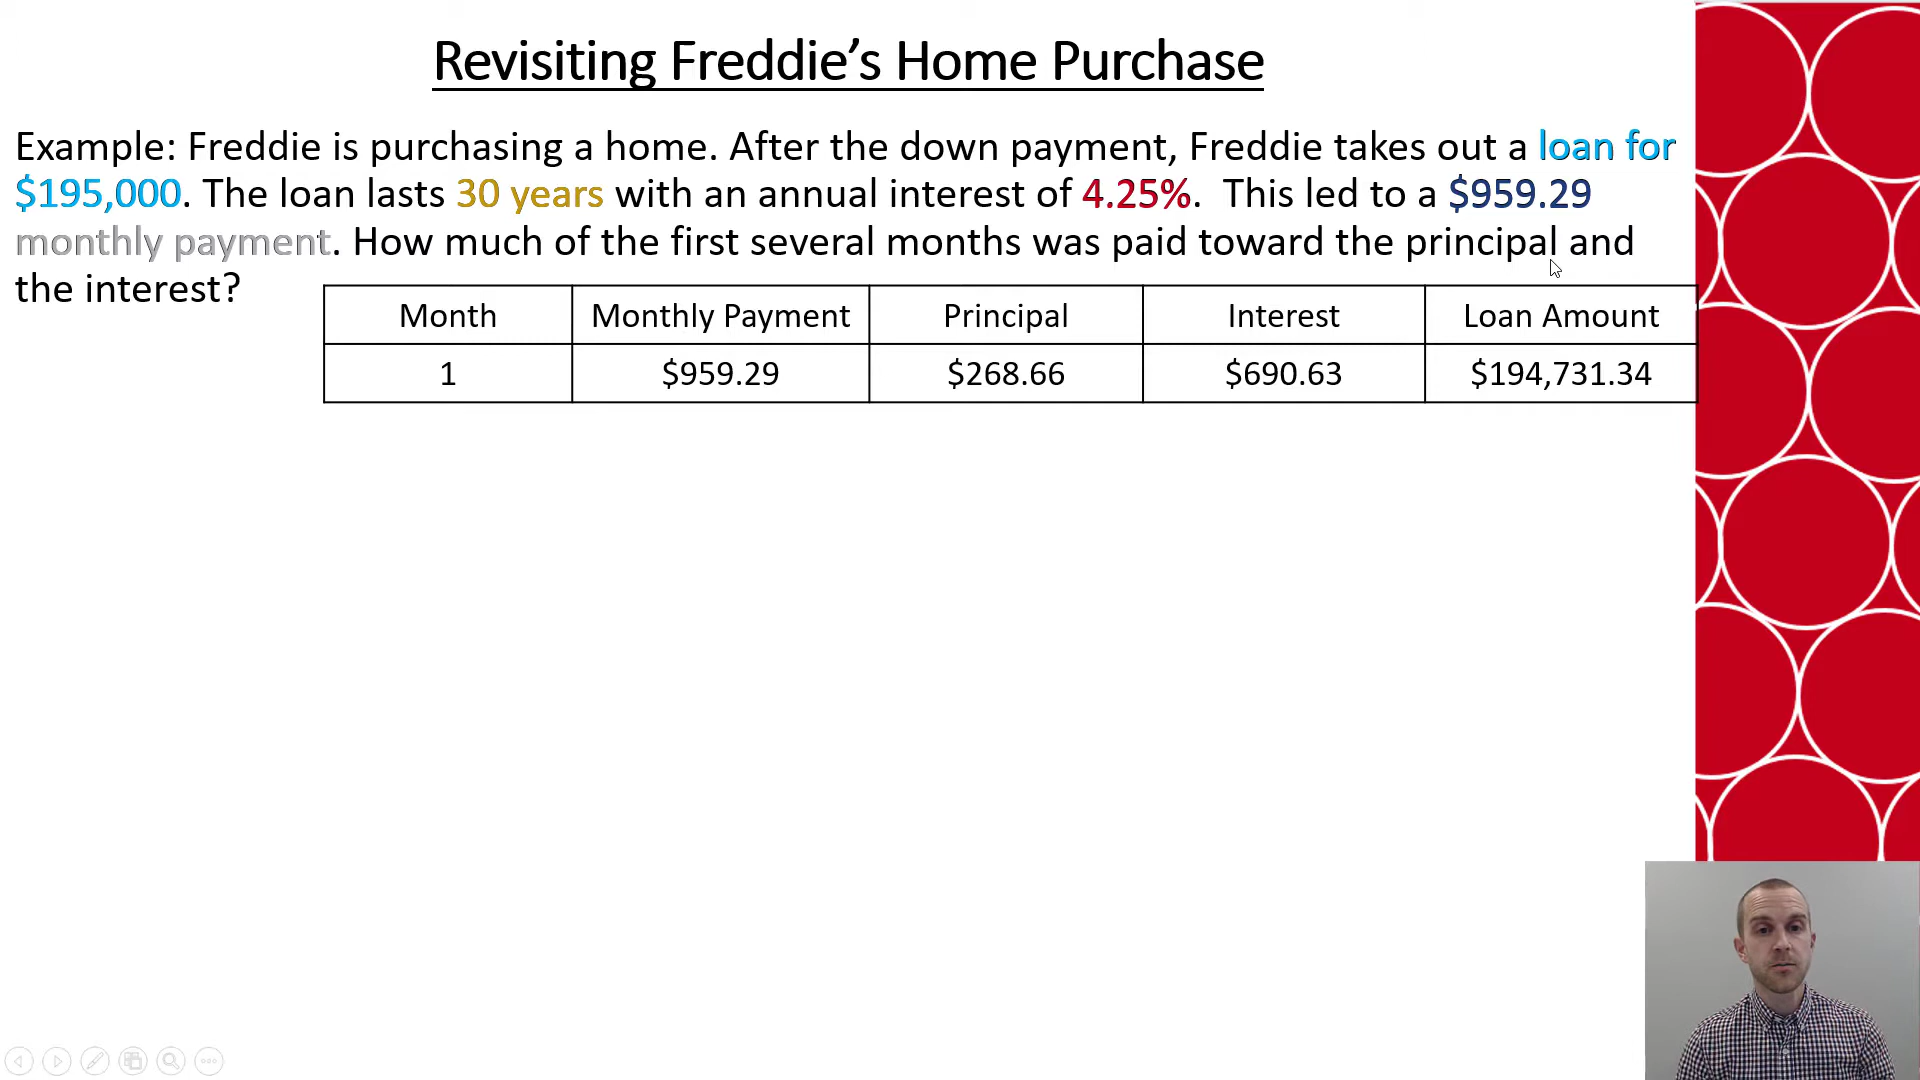 Revisiting Freddie’s Home Purchase
Example: Freddie is purchasing a home. After the down payment, Freddie takes out a loan for
$195,000. The loan lasts 30 years with an annual interest of 4.25%.  This led to a $959.29
monthly payment. How much of the first several months was paid toward the principal and
the interest?
Month Monthly Payment Principal Interest Loan Amount
1 $959.29 $268.66 $690.63 $194,731.34